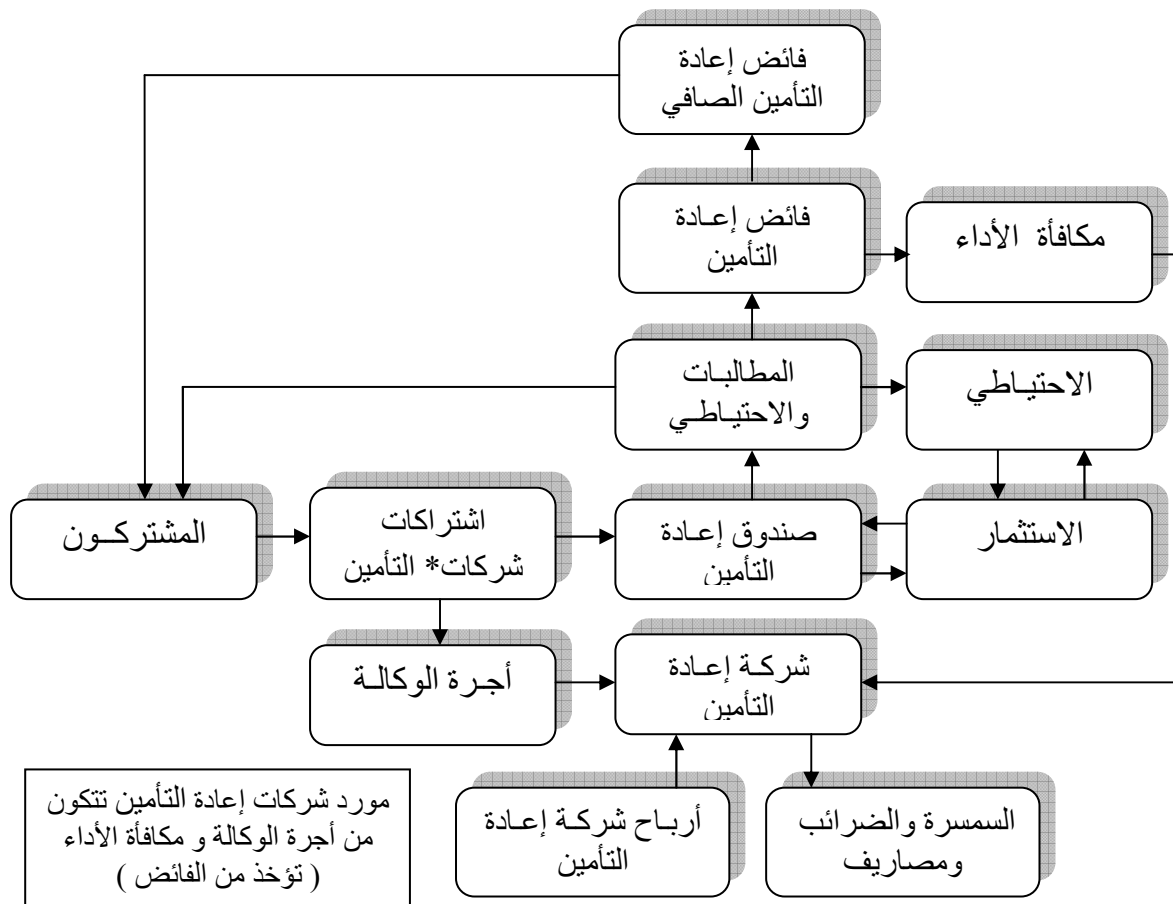 فائض إعادة
التأمين الصافي
فائض إعـادة
التأمين
مكافأة الأداء
المطالبـات
والاحتيـاطـي
الاحتيـاطي
المشتركــون
اشتراكات
شركات* التأمين
صندوق إعـادة
التأمين
الاستثمار
أجـرة الوكالـة
شركـة إعـادة
التأمين
مورد شركات إعادة التأمين تتكون
من أجرة الوكالة و مكافأة الأداء
( تؤخذ من الفائض )
أربـاح شركـة إعـادة
التأمين
السمسرة والضرائب
ومصاريف